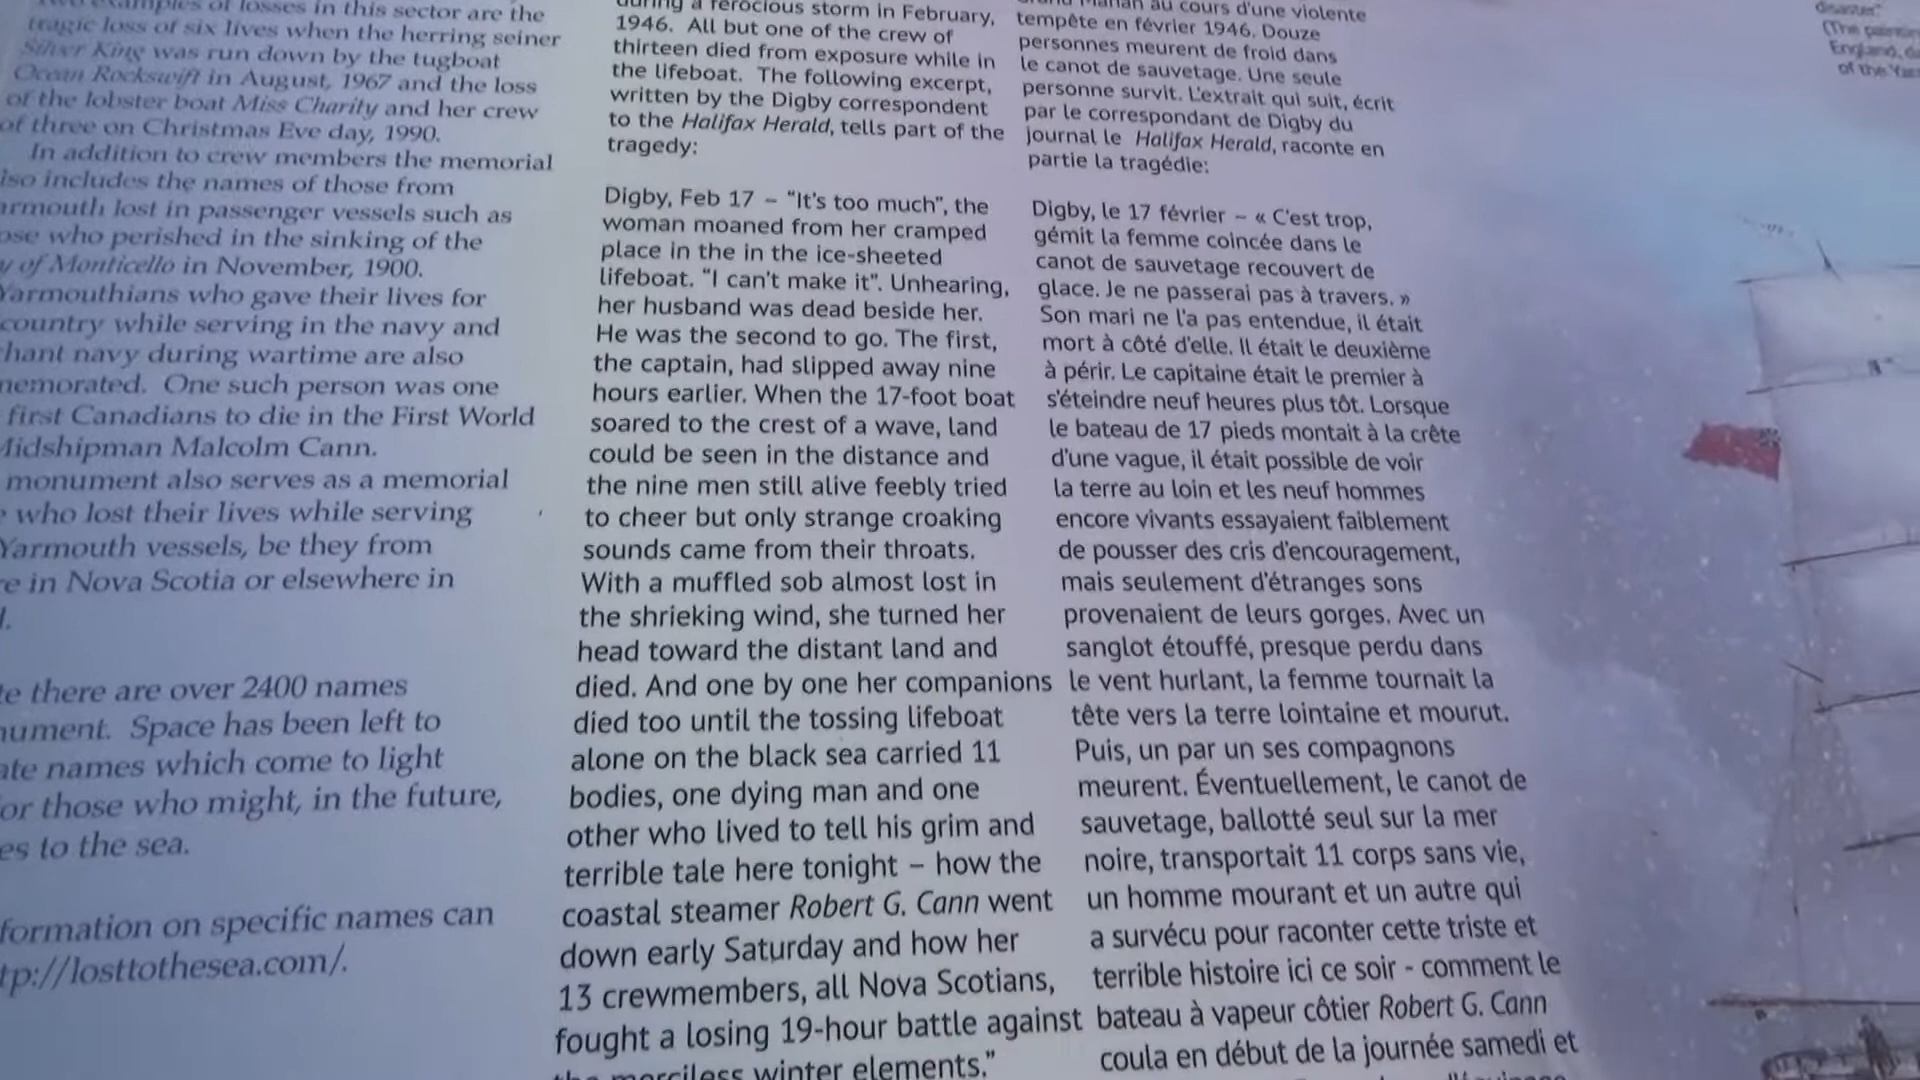 examples of losses in this sector are the
tragic loss of six lives when the herring seiner
Silver King was run down by the tugboat
Ocean Rockswift in August, 1967 and the loss
of the lobster boat Miss Charity and her crew
of three on Christmas Eve day, 1990.
In addition to crew members the memorial
also includes the names of those from
armouth lost in passenger vessels such as
ose who perished in the sinking of the
y of Monticello in November, 1900.
Yarmouthians who gave their lives for
country while serving in the navy and
chant navy during wartime are also
nemorated. One such person was one
first Canadians to die in the First World
Midshipman Malcolm Cann.
monument also serves as a memorial
who lost their lives while serving
Yarmouth vessels, be they from
re in Nova Scotia or elsewhere in
l.
te there are over 2400 names
nument. Space has been left to
ate names which come to light
or those who might, in the future,
es to the sea.
formation on specific names can
tp://losttothesea.com/.
during a ferocious storm in February,
1946. All but one of the crew of
thirteen died from exposure while in
the lifeboat. The following excerpt,
written by the Digby correspondent
to the Halifax Herald, tells part of the
tragedy:
Digby, Feb 17 – “It’s too much”, the
woman moaned from her cramped
place in the in the ice-sheeted
lifeboat. “I can’t make it”. Unhearing,
her husband was dead beside her.
He was the second to go. The first,
the captain, had slipped away nine
hours earlier. When the 17-foot boat
soared to the crest of a wave, land
could be seen in the distance and
the nine men still alive feebly tried
to cheer but only strange croaking
sounds came from their throats.
With a muffled sob almost lost in
the shrieking wind, she turned her
head toward the distant land and
died. And one by one her companions
died too until the tossing lifeboat
alone on the black sea carried 11
bodies, one dying man and one
other who lived to tell his grim and
terrible tale here tonight – how the
coastal steamer Robert G. Cann went
down early Saturday and how her
13 crewmembers, all Nova Scotians,
fought a losing 19-hour battle against
the merciless winter elements.”
Manan au cours d’une violente
tempête en février 1946. Douze
personnes meurent de froid dans
le canot de sauvetage. Une seule
personne survit. L’extrait qui suit, écrit
par le correspondant de Digby du
journal le Halifax Herald, raconte en
partie la tragédie:
Digby, le 17 février – « C’est trop,
gémit la femme coincée dans le
canot de sauvetage recouvert de
glace. Je ne passerai pas à travers. »
Son mari ne l’a pas entendue, il était
mort à côté d’elle. Il était le deuxième
à périr. Le capitaine était le premier à
s’éteindre neuf heures plus tôt. Lorsque
le bateau de 17 pieds montait à la crête
d’une vague, il était possible de voir
la terre au loin et les neuf hommes
encore vivants essayaient faiblement
de pousser des cris d’encouragement,
mais seulement d’étranges sons
provenaient de leurs gorges. Avec un
sanglot étouffé, presque perdu dans
le vent hurlant, la femme tournait la
tête vers la terre lointaine et mourut.
Puis, un par un ses compagnons
meurent. Éventuellement, le canot de
sauvetage, ballotté seul sur la mer
noire, transportait 11 corps sans vie,
un homme mourant et un autre qui
a survécu pour raconter cette triste et
terrible histoire ici ce soir - comment le
bateau à vapeur côtier Robert G. Cann
coula en début de la journée samedi et
disaster”.
(The
England,
of the